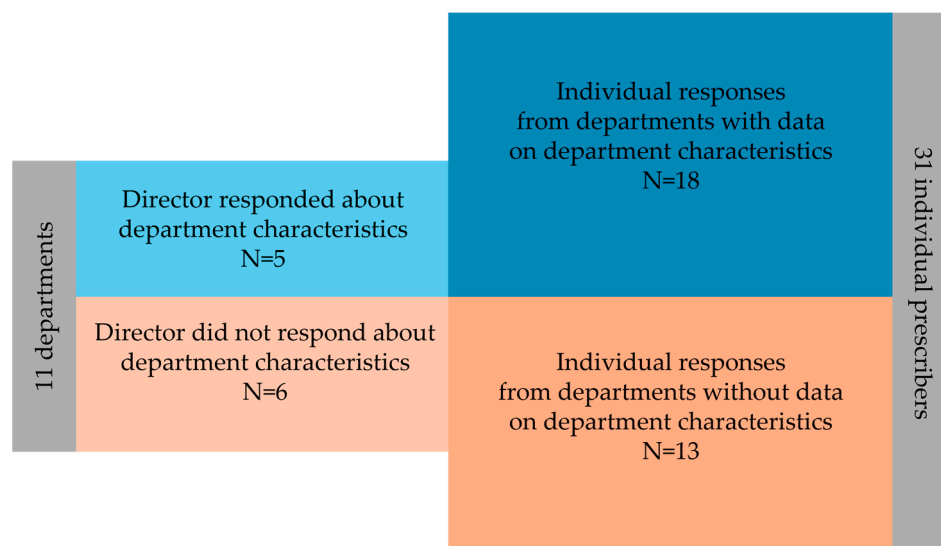 11 departments
Director responded about
department characteristics
N=5
Director did not respond about
department characteristics
N=6
Individual responses
from departments with data
on department characteristics
N=18
Individual responses
from departments without data
on department characteristics
N=13
31 individual prescribers